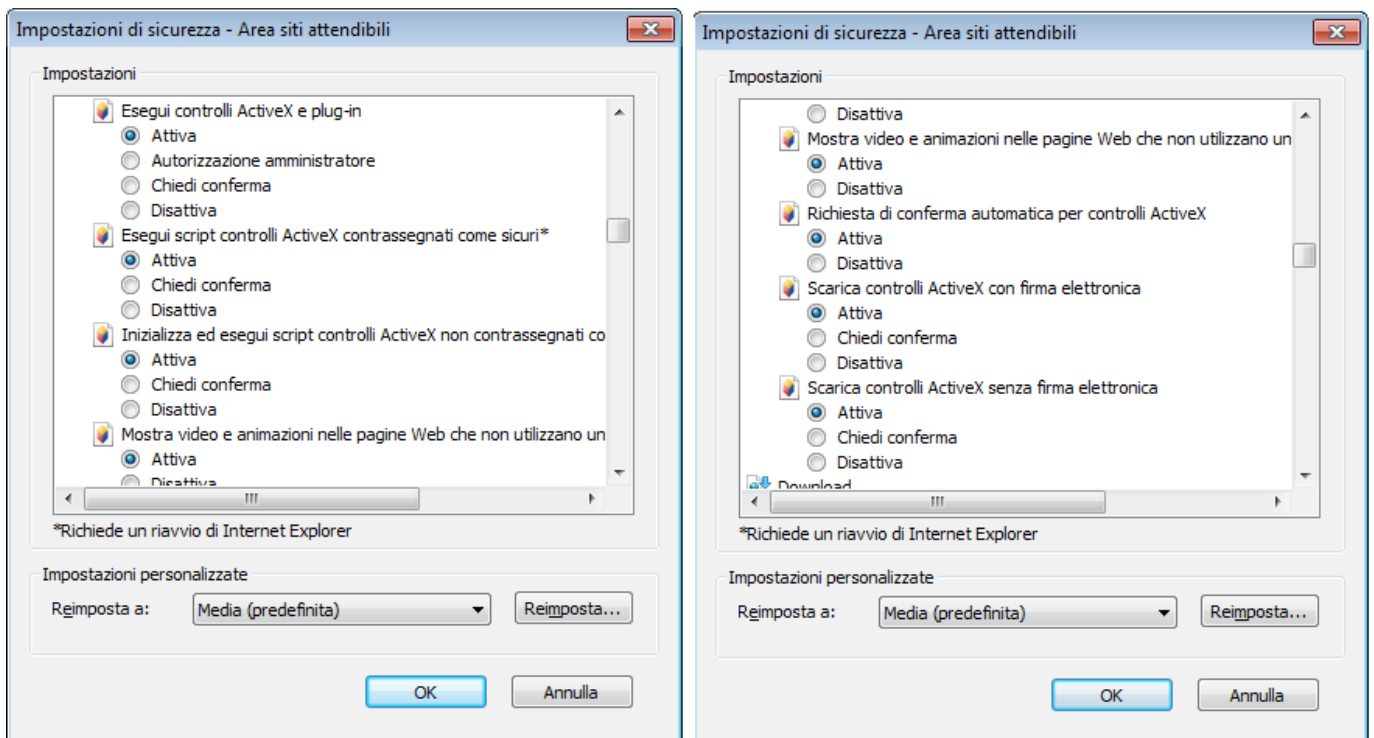 Impostazioni di sicurezza - Area siti attendibili
Impostazioni
Esegui controlli ActiveX e plug-in
Attiva
Autorizzazione amministratore
Chiedi conferma
Disattiva
Esegui script controlli ActiveX contrassegnati come sicuri*
Attiva
Chiedi conferma
Disattiva
Inizializza ed esegui script controlli ActiveX non contrassegnati co
Attiva
Chiedi conferma
Disattiva
Mostra video e animazioni nelle pagine Web che non utilizzano un
Attiva
Disattiva
*Richiede un riavvio di Internet Explorer
Impostazioni personalizzate
Reimposta a: Media (predefinita) Reimposta...
OK Annulla
Impostazioni di sicurezza - Area siti attendibili
Impostazioni
Disattiva
Mostra video e animazioni nelle pagine Web che non utilizzano un
Attiva
Disattiva
Richiesta di conferma automatica per controlli ActiveX
Attiva
Disattiva
Scarica controlli ActiveX con firma elettronica
Attiva
Chiedi conferma
Disattiva
Scarica controlli ActiveX senza firma elettronica
Attiva
Chiedi conferma
Disattiva
Download
*Richiede un riavvio di Internet Explorer
Impostazioni personalizzate
Reimposta a: Media (predefinita) Reimposta...
OK Annulla